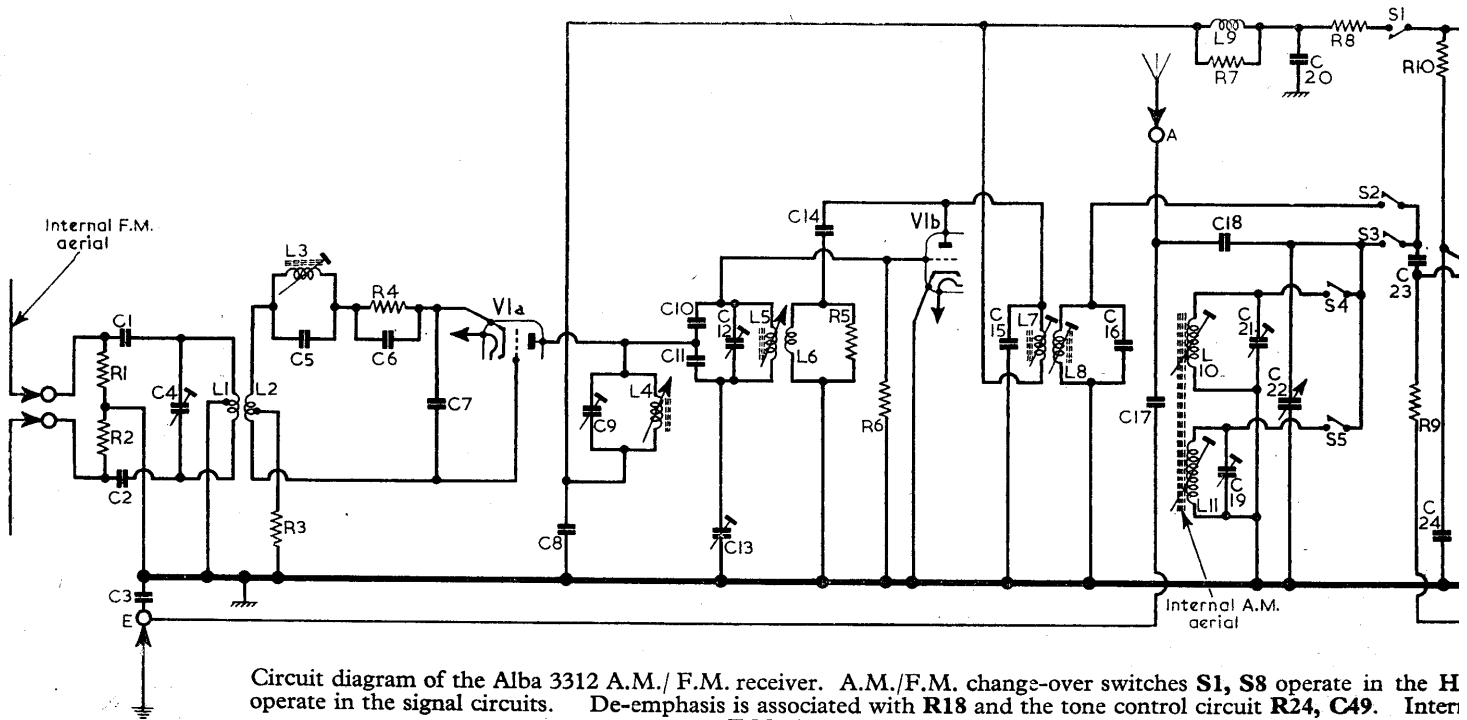 S1
L9
R8
R7
C
20
R10
A
Internal F.M.
aerial
L3
R4
V1a
C14
V1b
S2
C18
S3
C
23
C1
C5
C6
C10
C
12
L5
R5
C
15
L7
C
16
C
21
S4
R1
C4
L1
L2
C11
L6
L8
L
10
C
22
R2
C7
C9
L4
R6
C17
S5
R9
C2
C
19
L11
R3
C8
C13
C
24
C3
E
Internal A.M.
aerial
Circuit diagram of the Alba 3312 A.M./ F.M. receiver. A.M./F.M. change-over switches S1, S8 operate in the H
operate in the signal circuits. De-emphasis is associated with R18 and the tone control circuit R24, C49. Inter